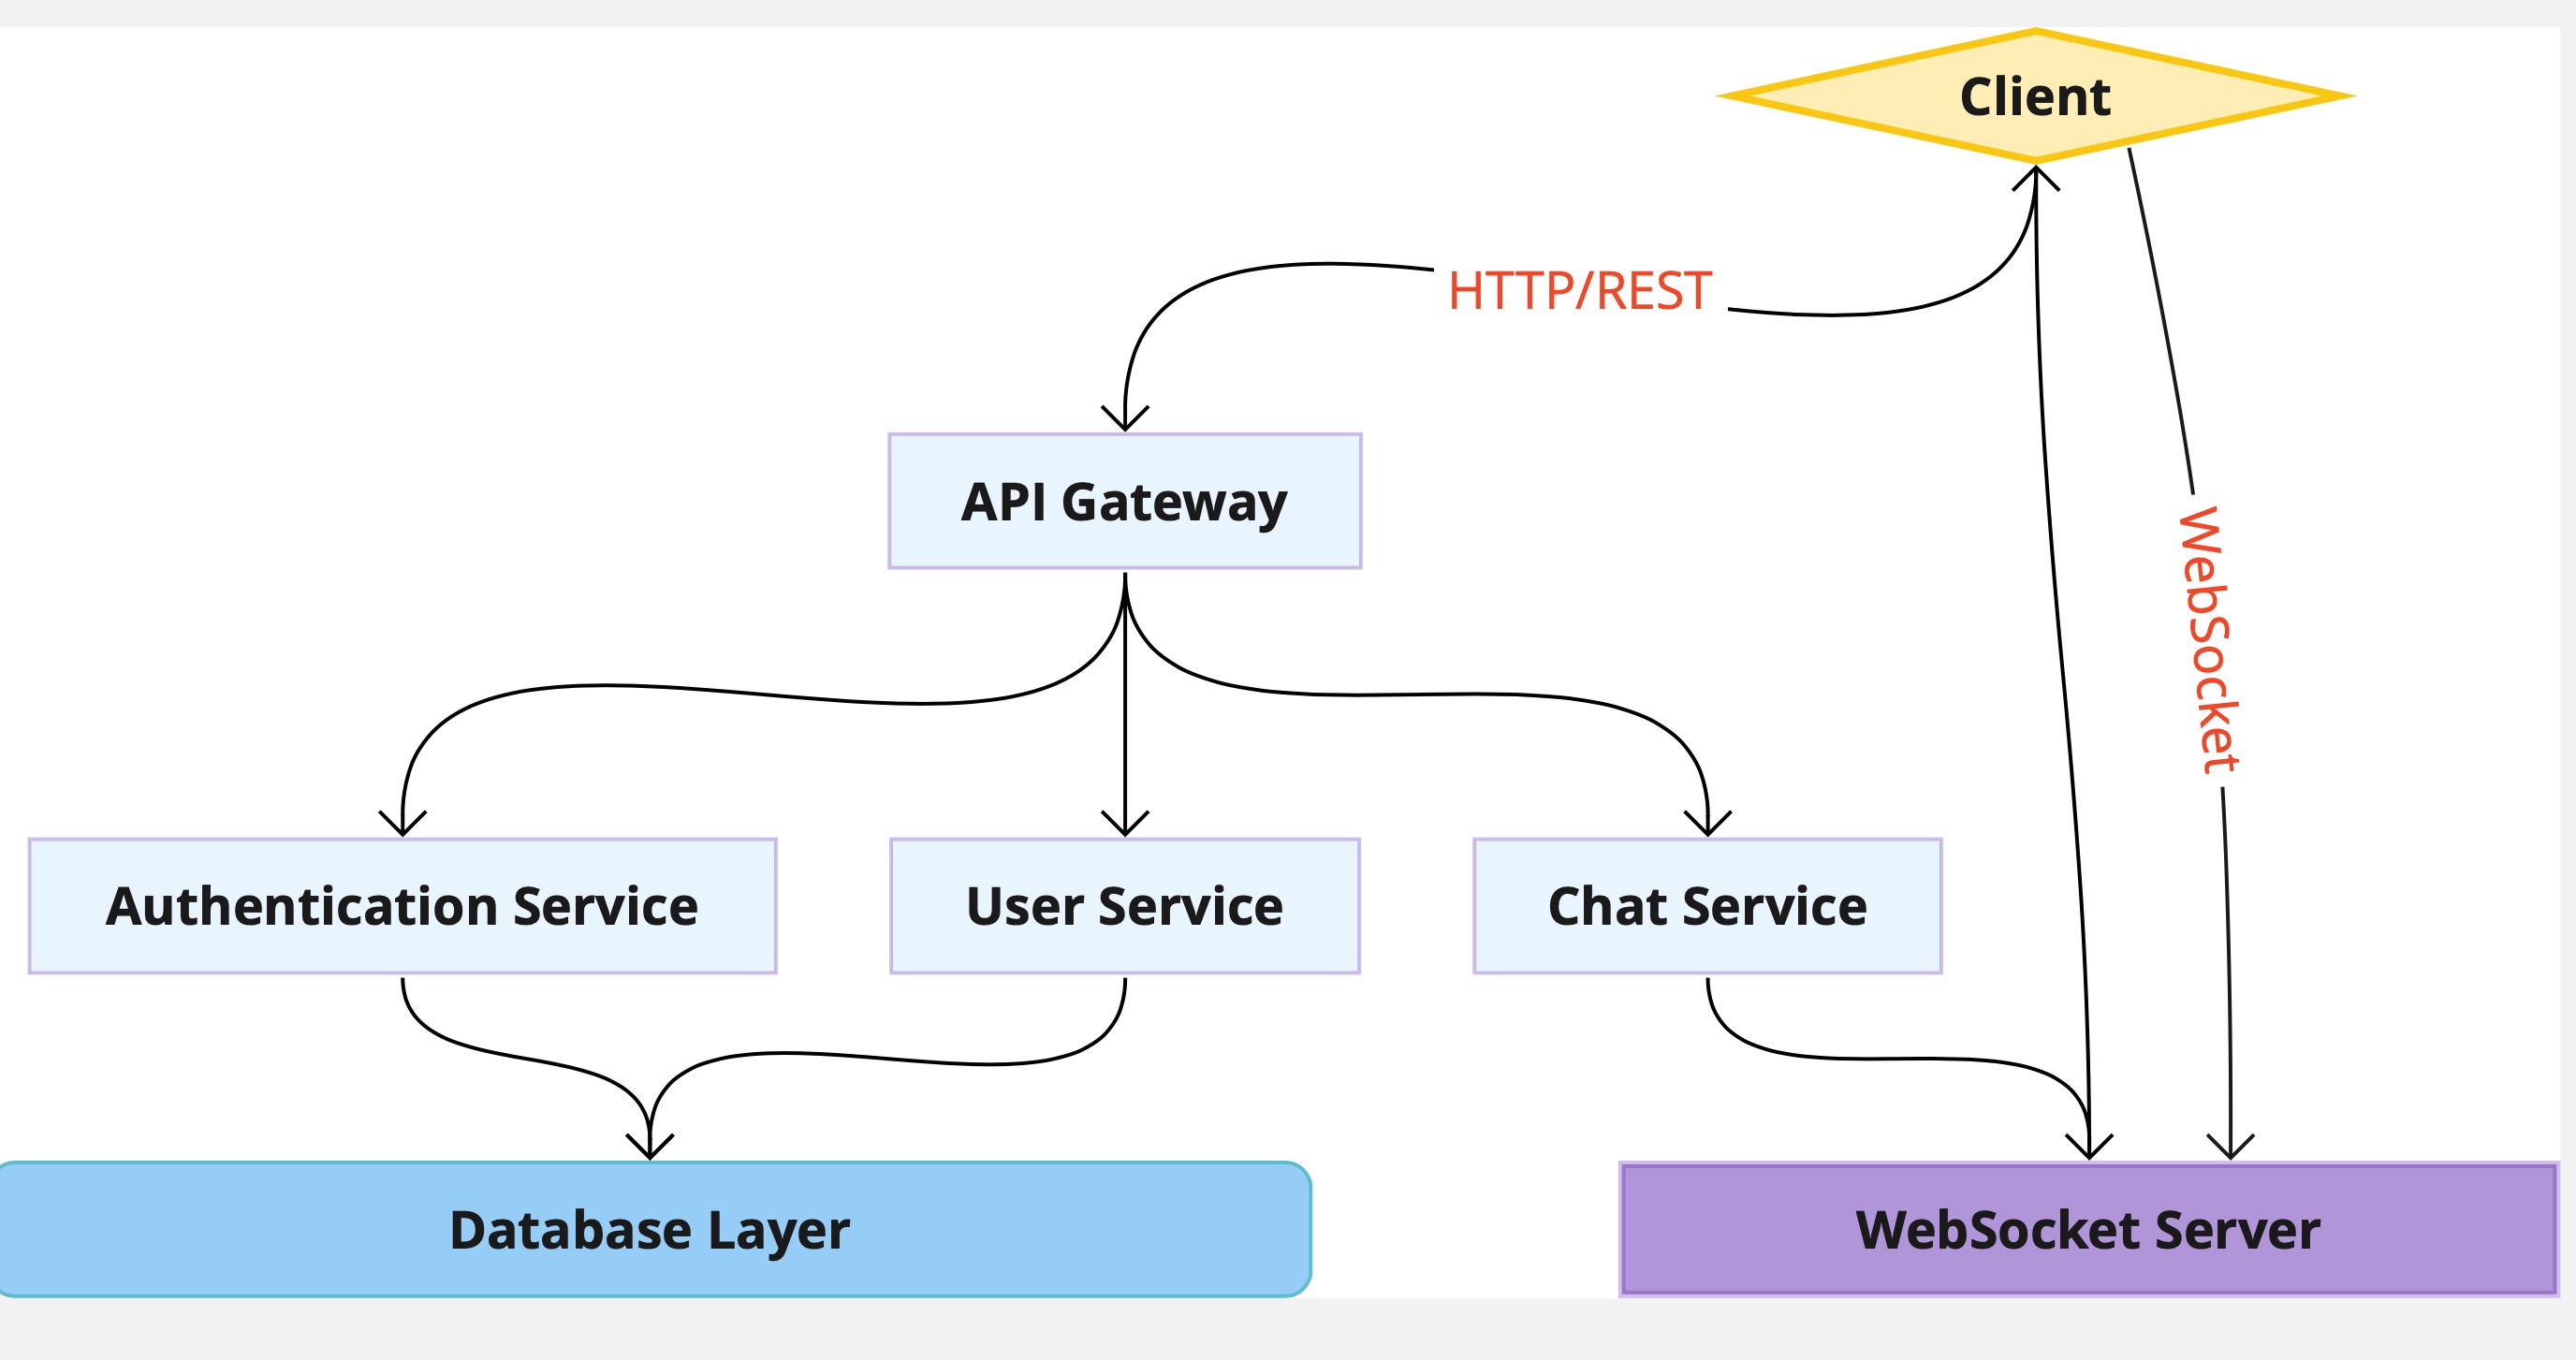 Client
HTTP/REST
API Gateway
WebSocket
Authentication Service
User Service
Chat Service
Database Layer
WebSocket Server